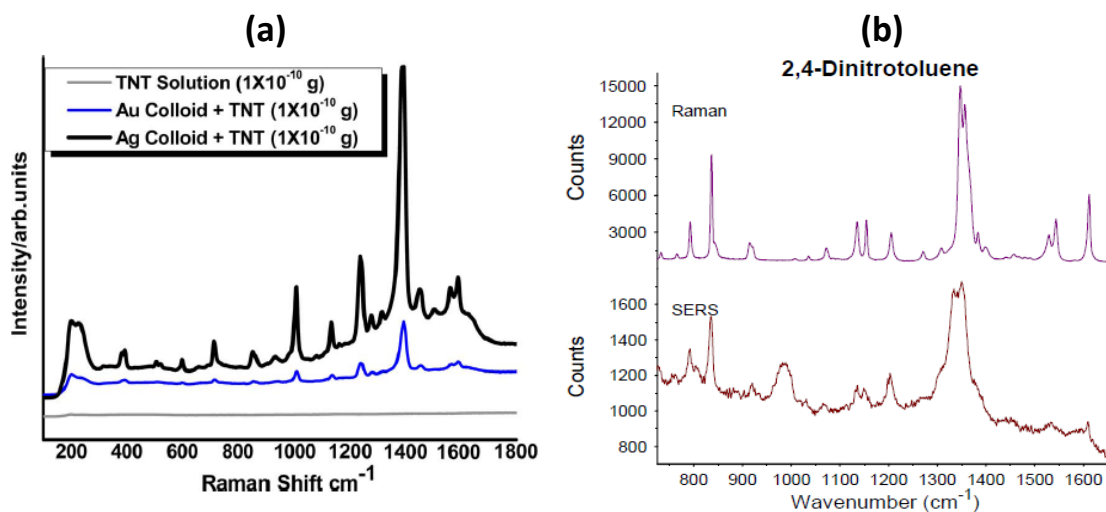 (a)
TNT Solution (1X10⁻¹⁰ g)
Au Colloid + TNT (1X10⁻¹⁰ g)
Ag Colloid + TNT (1X10⁻¹⁰ g)
Intensity/arb.units
200 400 600 800 1000 1200 1400 1600 1800
Raman Shift cm⁻¹
(b)
2,4-Dinitrotoluene
Raman
Counts
15000
12000
9000
6000
3000
SERS
Counts
1600
1400
1200
1000
800
800 900 1000 1100 1200 1300 1400 1500 1600
Wavenumber (cm⁻¹)